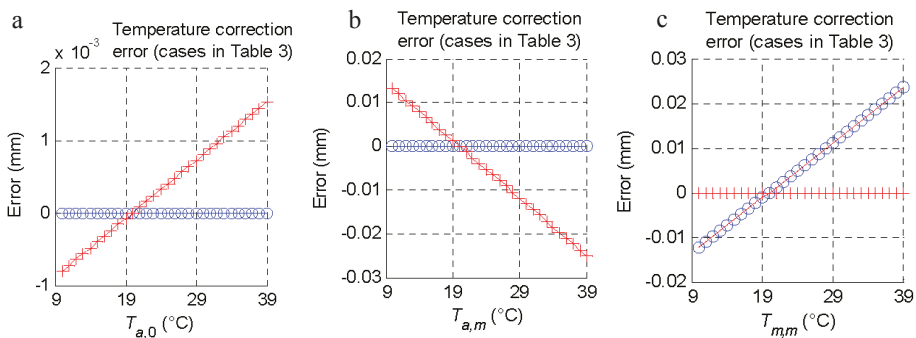 a
Temperature correction
error (cases in Table 3)
× 10⁻³
2
1
0
-1
Error (mm)
9 19 29 39
T a,0 (°C)
b
Temperature correction
error (cases in Table 3)
0.02
0.01
0
-0.01
-0.02
-0.03
Error (mm)
9 19 29 39
T a,m (°C)
c
Temperature correction
error (cases in Table 3)
0.03
0.02
0.01
0
-0.01
0.02
Error (mm)
9 19 29 39
T m,m (°C)